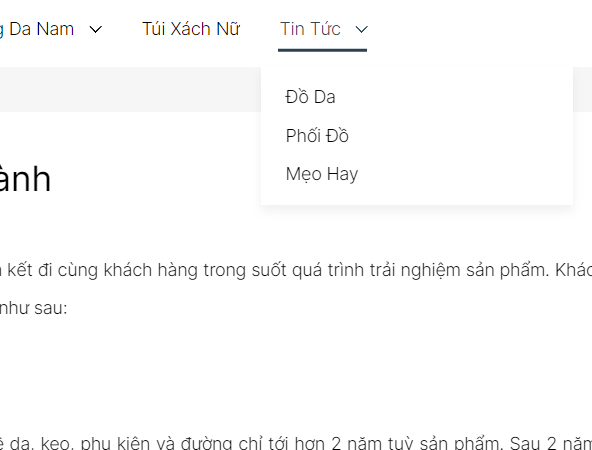 Da Nam
Túi Xách Nữ
Tin Tức
Đồ Da
Phối Đồ
Mẹo Hay
ành
kết đi cùng khách hàng trong suốt quá trình trải nghiệm sản phẩm. Khác
như sau:
da, keo, phụ kiện và đường chỉ tới hơn 2 năm tuỳ sản phẩm. Sau 2 năm